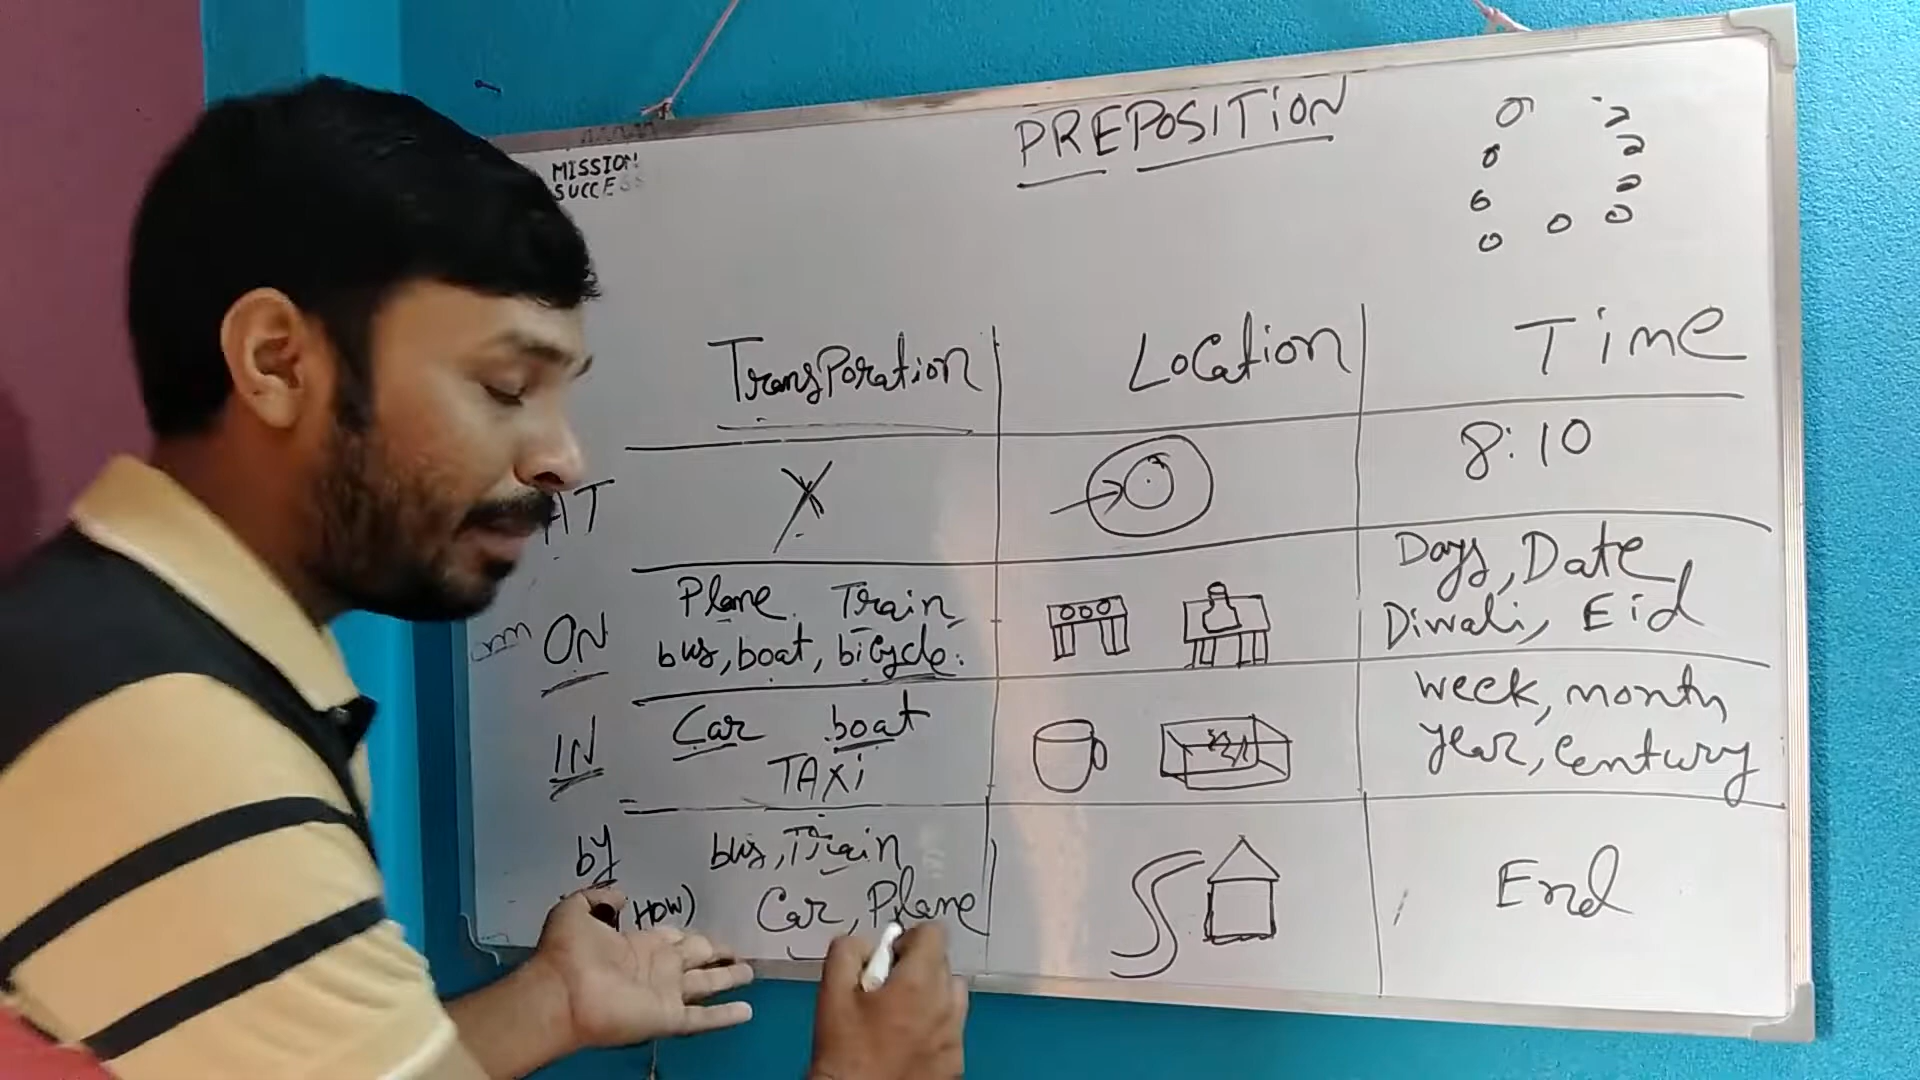 MISSION
SUCCESS
PREPOSITION
TransPoration
Location
Time
AT
X
8:10
ON
Plane, Train,
bus, boat, bicycle.
Days, Date,
Diwali, Eid
IN
Car boat
TAXi
week, month
year, century
by
(HOW)
bus, Train
Car, Plane
End